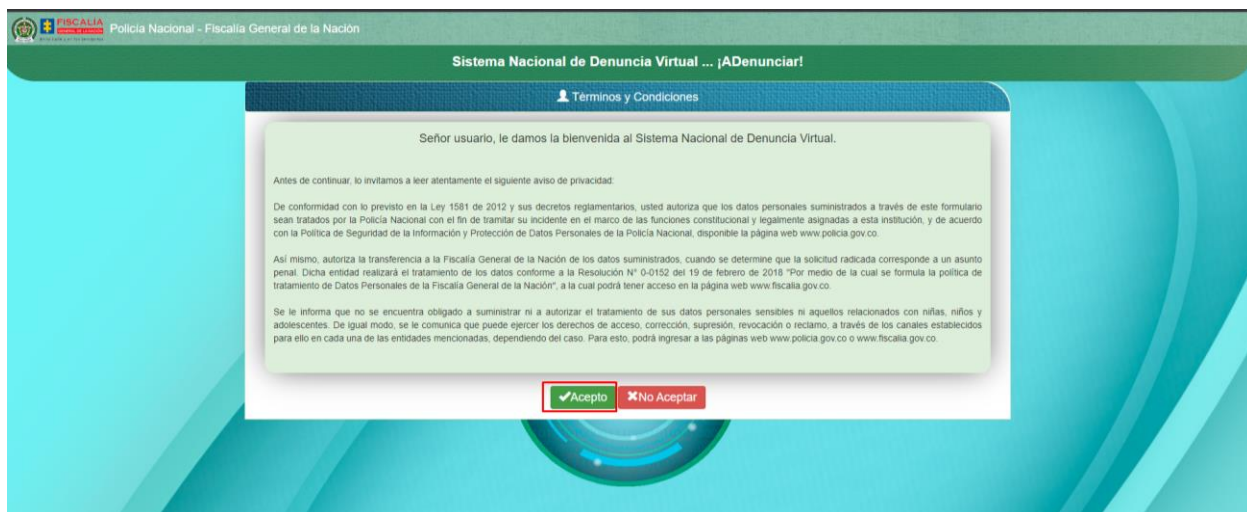 FISCALIA
Policía Nacional - Fiscalía General de la Nación
Sistema Nacional de Denuncia Virtual ... ¡ADenunciar!
Términos y Condiciones
Señor usuario, le damos la bienvenida al Sistema Nacional de Denuncia Virtual.
Antes de continuar, lo invitamos a leer atentamente el siguiente aviso de privacidad:
De conformidad con lo previsto en la Ley 1581 de 2012 y sus decretos reglamentarios, usted autoriza que los datos personales suministrados a través de este formulario
sean tratados por la Policía Nacional con el fin de tramitar su incidente en el marco de las funciones constitucional y legalmente asignadas a esta institución, y de acuerdo
con la Política de Seguridad de la Información y Protección de Datos Personales de la Policía Nacional, disponible la página web www.policia.gov.co.
Así mismo, autoriza la transferencia a la Fiscalía General de la Nación de los datos suministrados, cuando se determine que la solicitud radicada corresponde a un asunto
penal. Dicha entidad realizará el tratamiento de los datos conforme a la Resolución N° 0-0152 del 19 de febrero de 2018 "Por medio de la cual se formula la política de
tratamiento de Datos Personales de la Fiscalía General de la Nación", a la cual podrá tener acceso en la página web www.fiscalia.gov.co.
Se le informa que no se encuentra obligado a suministrar ni a autorizar el tratamiento de sus datos personales sensibles ni aquellos relacionados con niñas, niños y
adolescentes. De igual modo, se le comunica que puede ejercer los derechos de acceso, corrección, supresión, revocación o reclamo, a través de los canales establecidos
para ello en cada una de las entidades mencionadas, dependiendo del caso. Para esto, podrá ingresar a las páginas web www.policia.gov.co o www.fiscalia.gov.co.
Acepto
No Aceptar